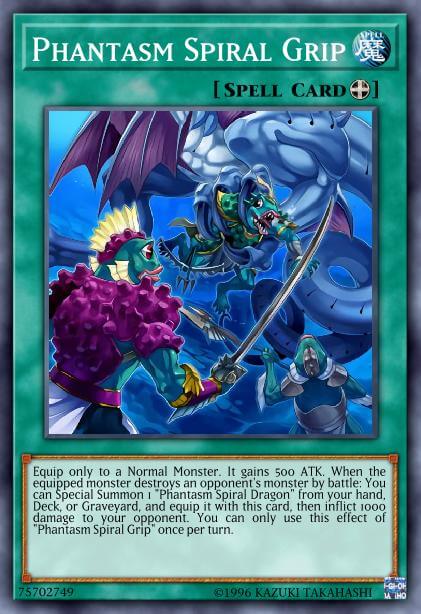 PHANTASM SPIRAL GRIP
SPELL
魔
[SPELL CARD]
Equip only to a Normal Monster. It gains 500 ATK. When the
equipped monster destroys an opponent's monster by battle: You
can Special Summon 1 "Phantasm Spiral Dragon" from your hand,
Deck, or Graveyard, and equip it with this card, then inflict 1000
damage to your opponent. You can only use this effect of
"Phantasm Spiral Grip" once per turn.
75702749
©1996 KAZUKI TAKAHASHI